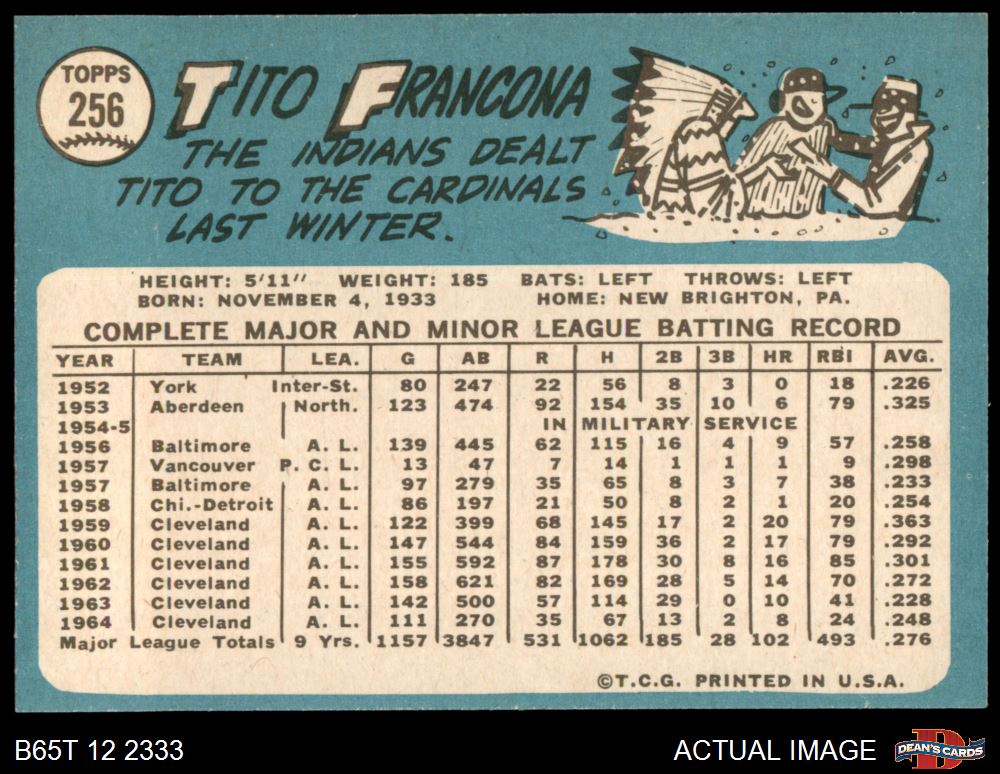 TOPPS
256
TITO FRANCONA
THE INDIANS DEALT
TITO TO THE CARDINALS
LAST WINTER.
HEIGHT: 5'11" WEIGHT: 185 BATS: LEFT THROWS: LEFT
BORN: NOVEMBER 4, 1933 HOME: NEW BRIGHTON, PA.
COMPLETE MAJOR AND MINOR LEAGUE BATTING RECORD
YEAR TEAM LEA. G AB R H 2B 3B HR RBI AVG.
1952 York Inter-St. 80 247 22 56 8 3 0 18 .226
1953 Aberdeen North. 123 474 92 154 35 10 6 79 .325
1954-5 IN MILITARY SERVICE
1956 Baltimore A. L. 139 445 62 115 16 4 9 57 .258
1957 Vancouver P. C. L. 13 47 7 14 1 1 1 9 .298
1957 Baltimore A. L. 97 279 35 65 8 3 7 38 .233
1958 Chi.-Detroit A. L. 86 197 21 50 8 2 1 20 .254
1959 Cleveland A. L. 122 399 68 145 17 2 20 79 .363
1960 Cleveland A. L. 147 544 84 159 36 2 17 79 .292
1961 Cleveland A. L. 155 592 87 178 30 8 16 85 .301
1962 Cleveland A. L. 158 621 82 169 28 5 14 70 .272
1963 Cleveland A. L. 142 500 57 114 29 0 10 41 .228
1964 Cleveland A. L. 111 270 35 67 13 2 8 24 .248
Major League Totals 9 Yrs. 1157 3847 531 1062 185 28 102 493 .276
©T.C.G. PRINTED IN U.S.A.
B65T 12 2333
ACTUAL IMAGE
DEAN'S CARDS